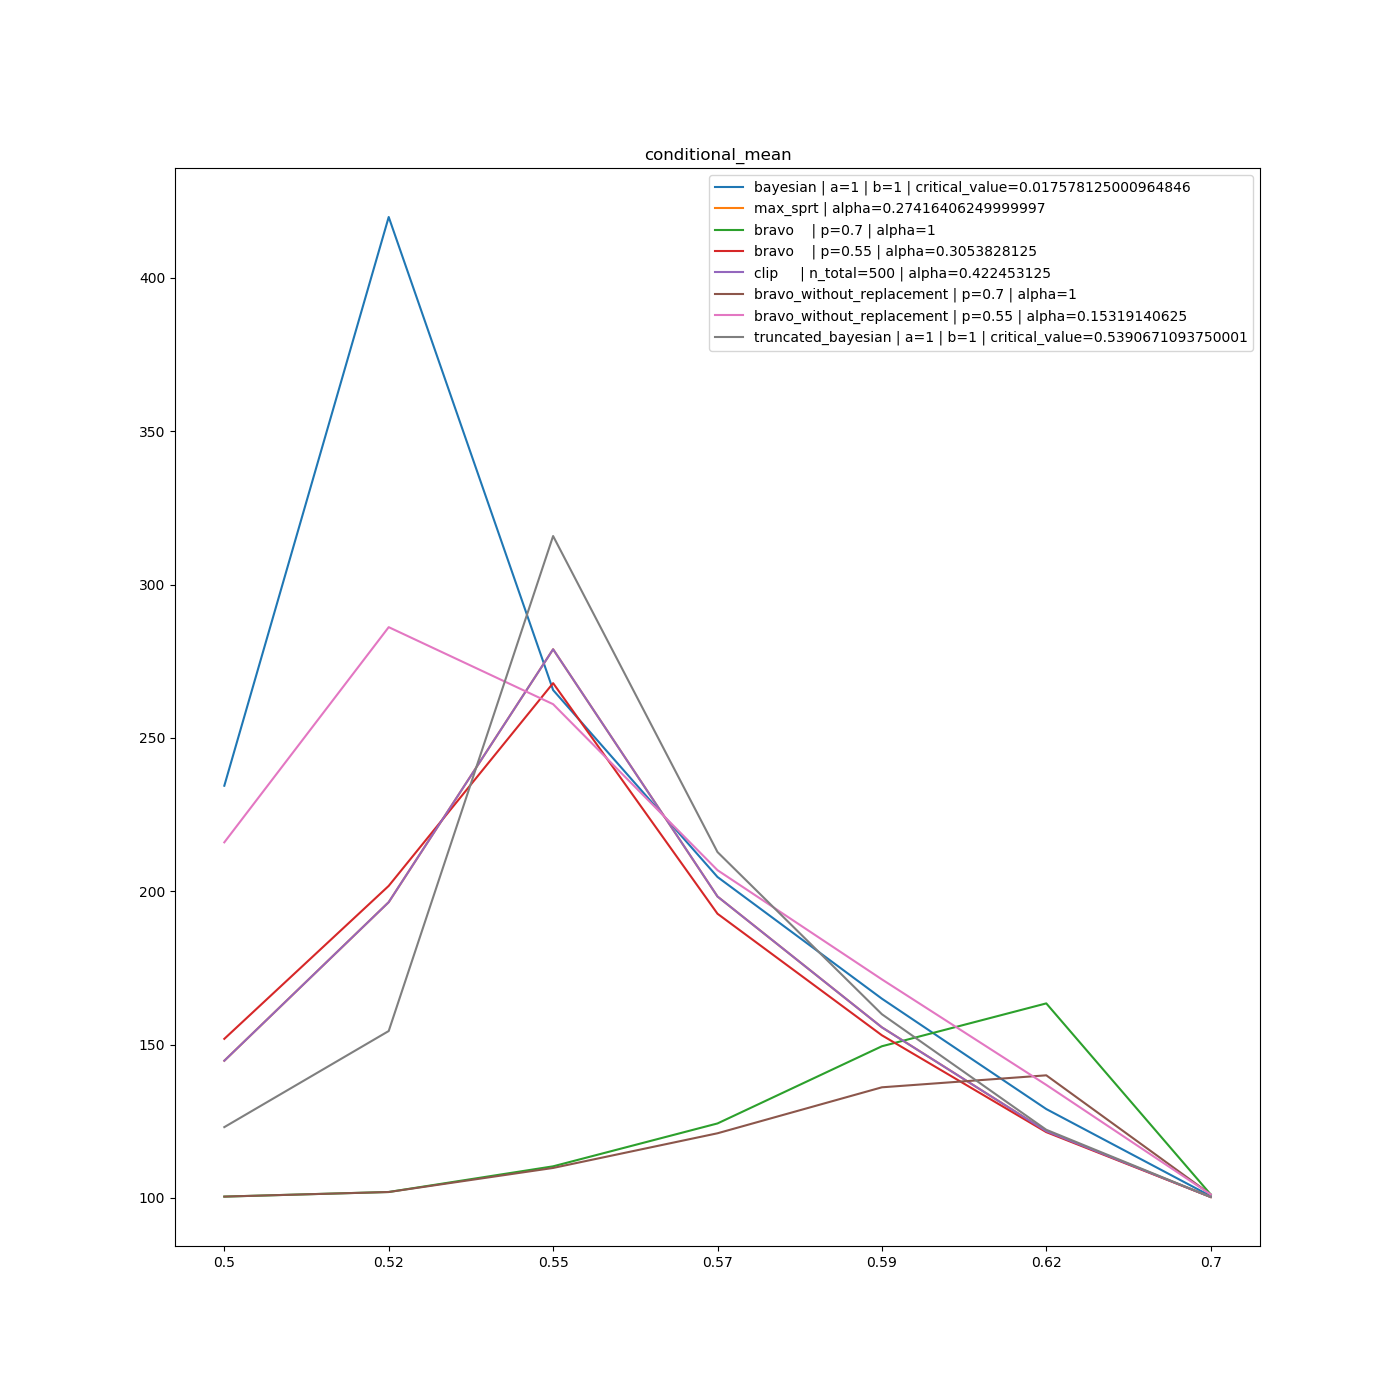 conditional_mean
bayesian | a=1 | b=1 | critical_value=0.017578125000964846
max_sprt | alpha=0.27416406249999997
bravo    | p=0.7 | alpha=1
bravo    | p=0.55 | alpha=0.3053828125
clip     | n_total=500 | alpha=0.422453125
bravo_without_replacement | p=0.7 | alpha=1
bravo_without_replacement | p=0.55 | alpha=0.15319140625
truncated_bayesian | a=1 | b=1 | critical_value=0.5390671093750001
400
350
300
250
200
150
100
0.5 0.52 0.55 0.57 0.59 0.62 0.7